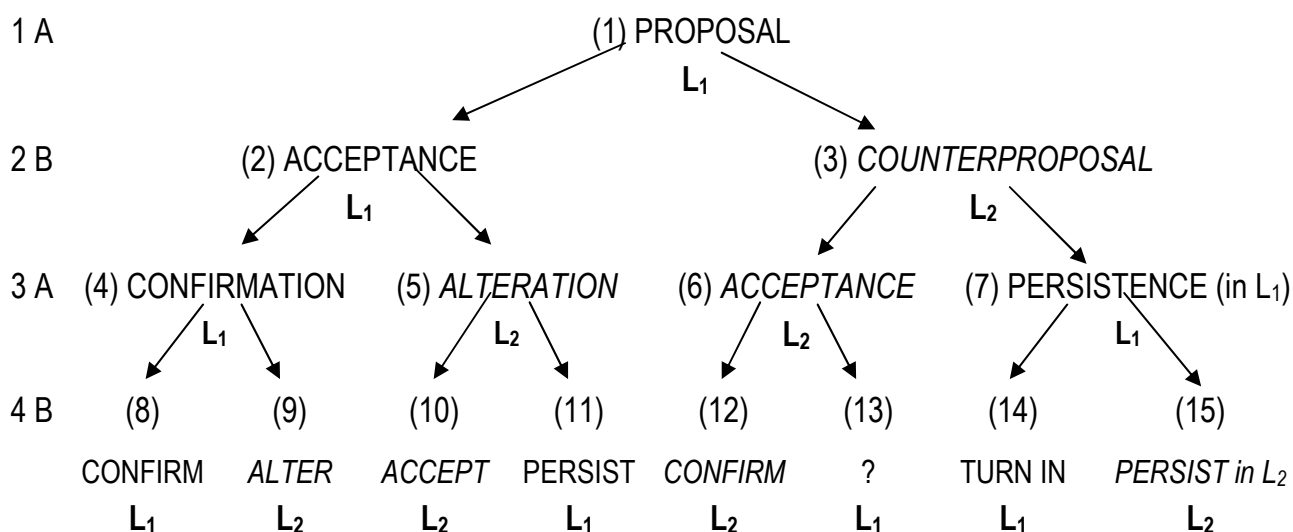 1 A (1) PROPOSAL
L₁
2 B (2) ACCEPTANCE (3) COUNTERPROPOSAL
L₁ L₂
3 A (4) CONFIRMATION (5) ALTERATION (6) ACCEPTANCE (7) PERSISTENCE (in L₁)
L₁ L₂ L₂ L₁
4 B (8) (9) (10) (11) (12) (13) (14) (15)
CONFIRM ALTER ACCEPT PERSIST CONFIRM ? TURN IN PERSIST in L₂
L₁ L₂ L₂ L₁ L₂ L₁ L₁ L₂